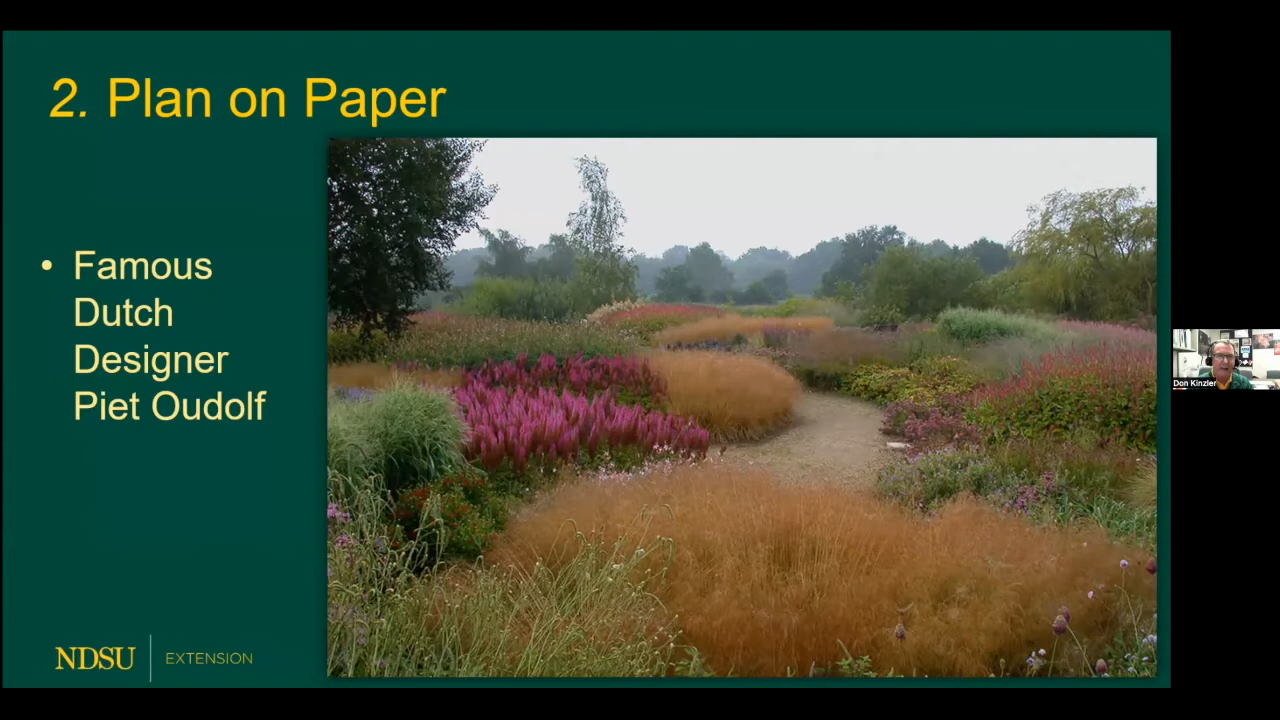 2. Plan on Paper
• Famous
Dutch
Designer
Piet Oudolf
NDSU EXTENSION
Don Kinzler